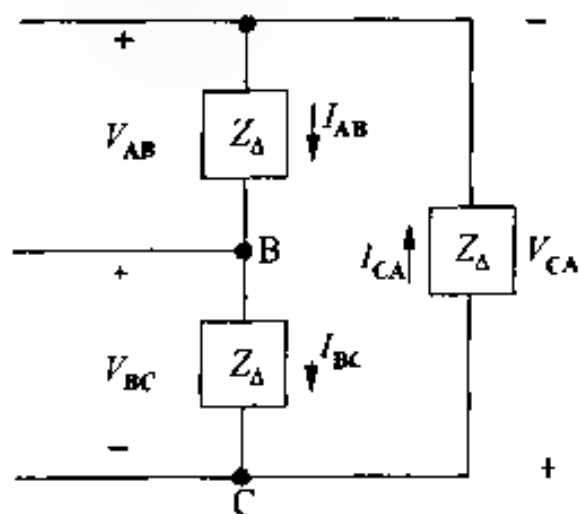 + −
V_AB Z_Δ I_AB
+ B
I_CA Z_Δ V_CA
V_BC Z_Δ I_BC
−
C +